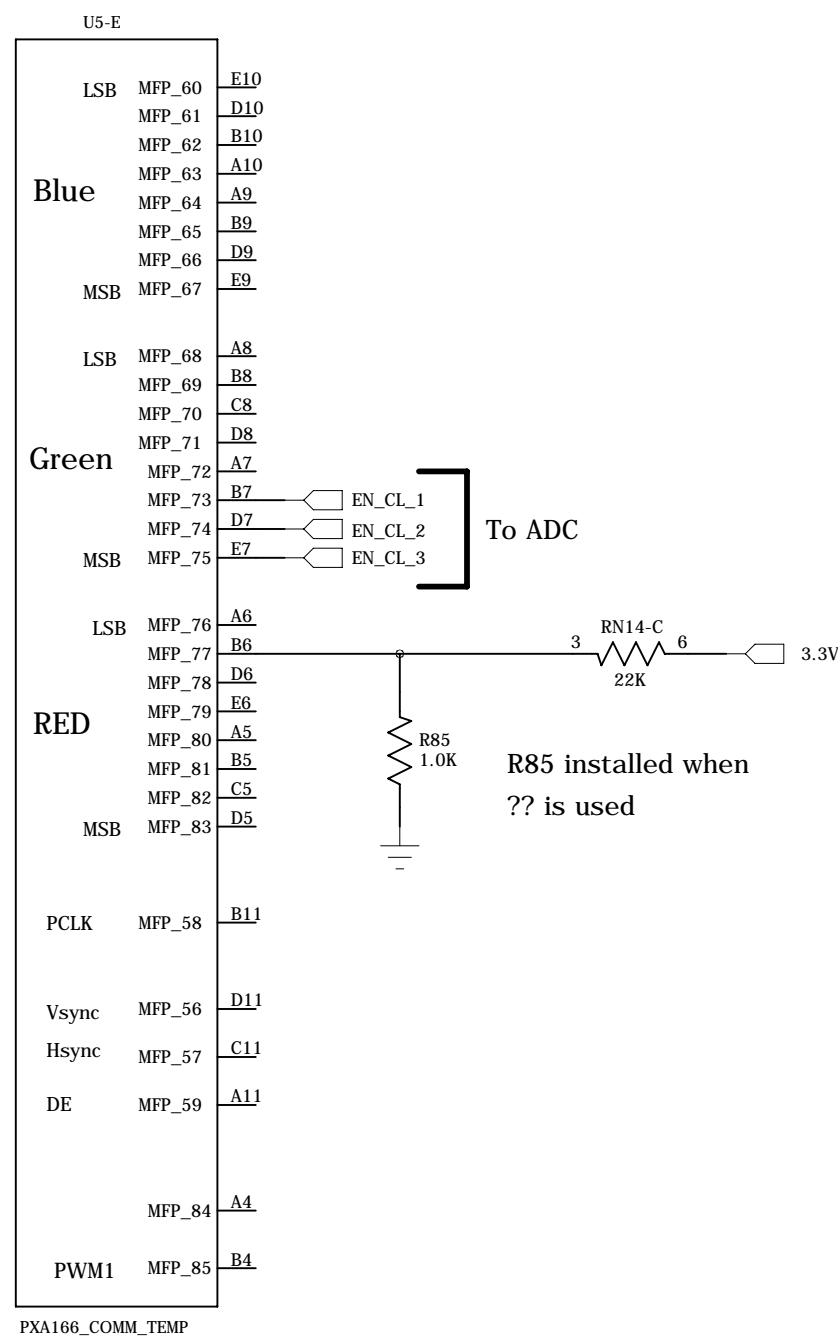 U5-E
LSB MFP_60 E10
MFP_61 D10
MFP_62 B10
MFP_63 A10
Blue
MFP_64 A9
MFP_65 B9
MFP_66 D9
MSB MFP_67 E9
LSB MFP_68 A8
MFP_69 B8
MFP_70 C8
MFP_71 D8
Green
MFP_72 A7
MFP_73 B7 EN_CL_1
MFP_74 D7 EN_CL_2
To ADC
MSB MFP_75 E7 EN_CL_3
LSB MFP_76 A6
RN14-C
MFP_77 B6 3 6 3.3V
22K
MFP_78 D6
MFP_79 E6
RED
MFP_80 A5
R85
1.0K
MFP_81 B5
R85 installed when
?? is used
MFP_82 C5
MSB MFP_83 D5
PCLK MFP_58 B11
Vsync MFP_56 D11
Hsync MFP_57 C11
DE MFP_59 A11
MFP_84 A4
PWM1 MFP_85 B4
PXA166_COMM_TEMP